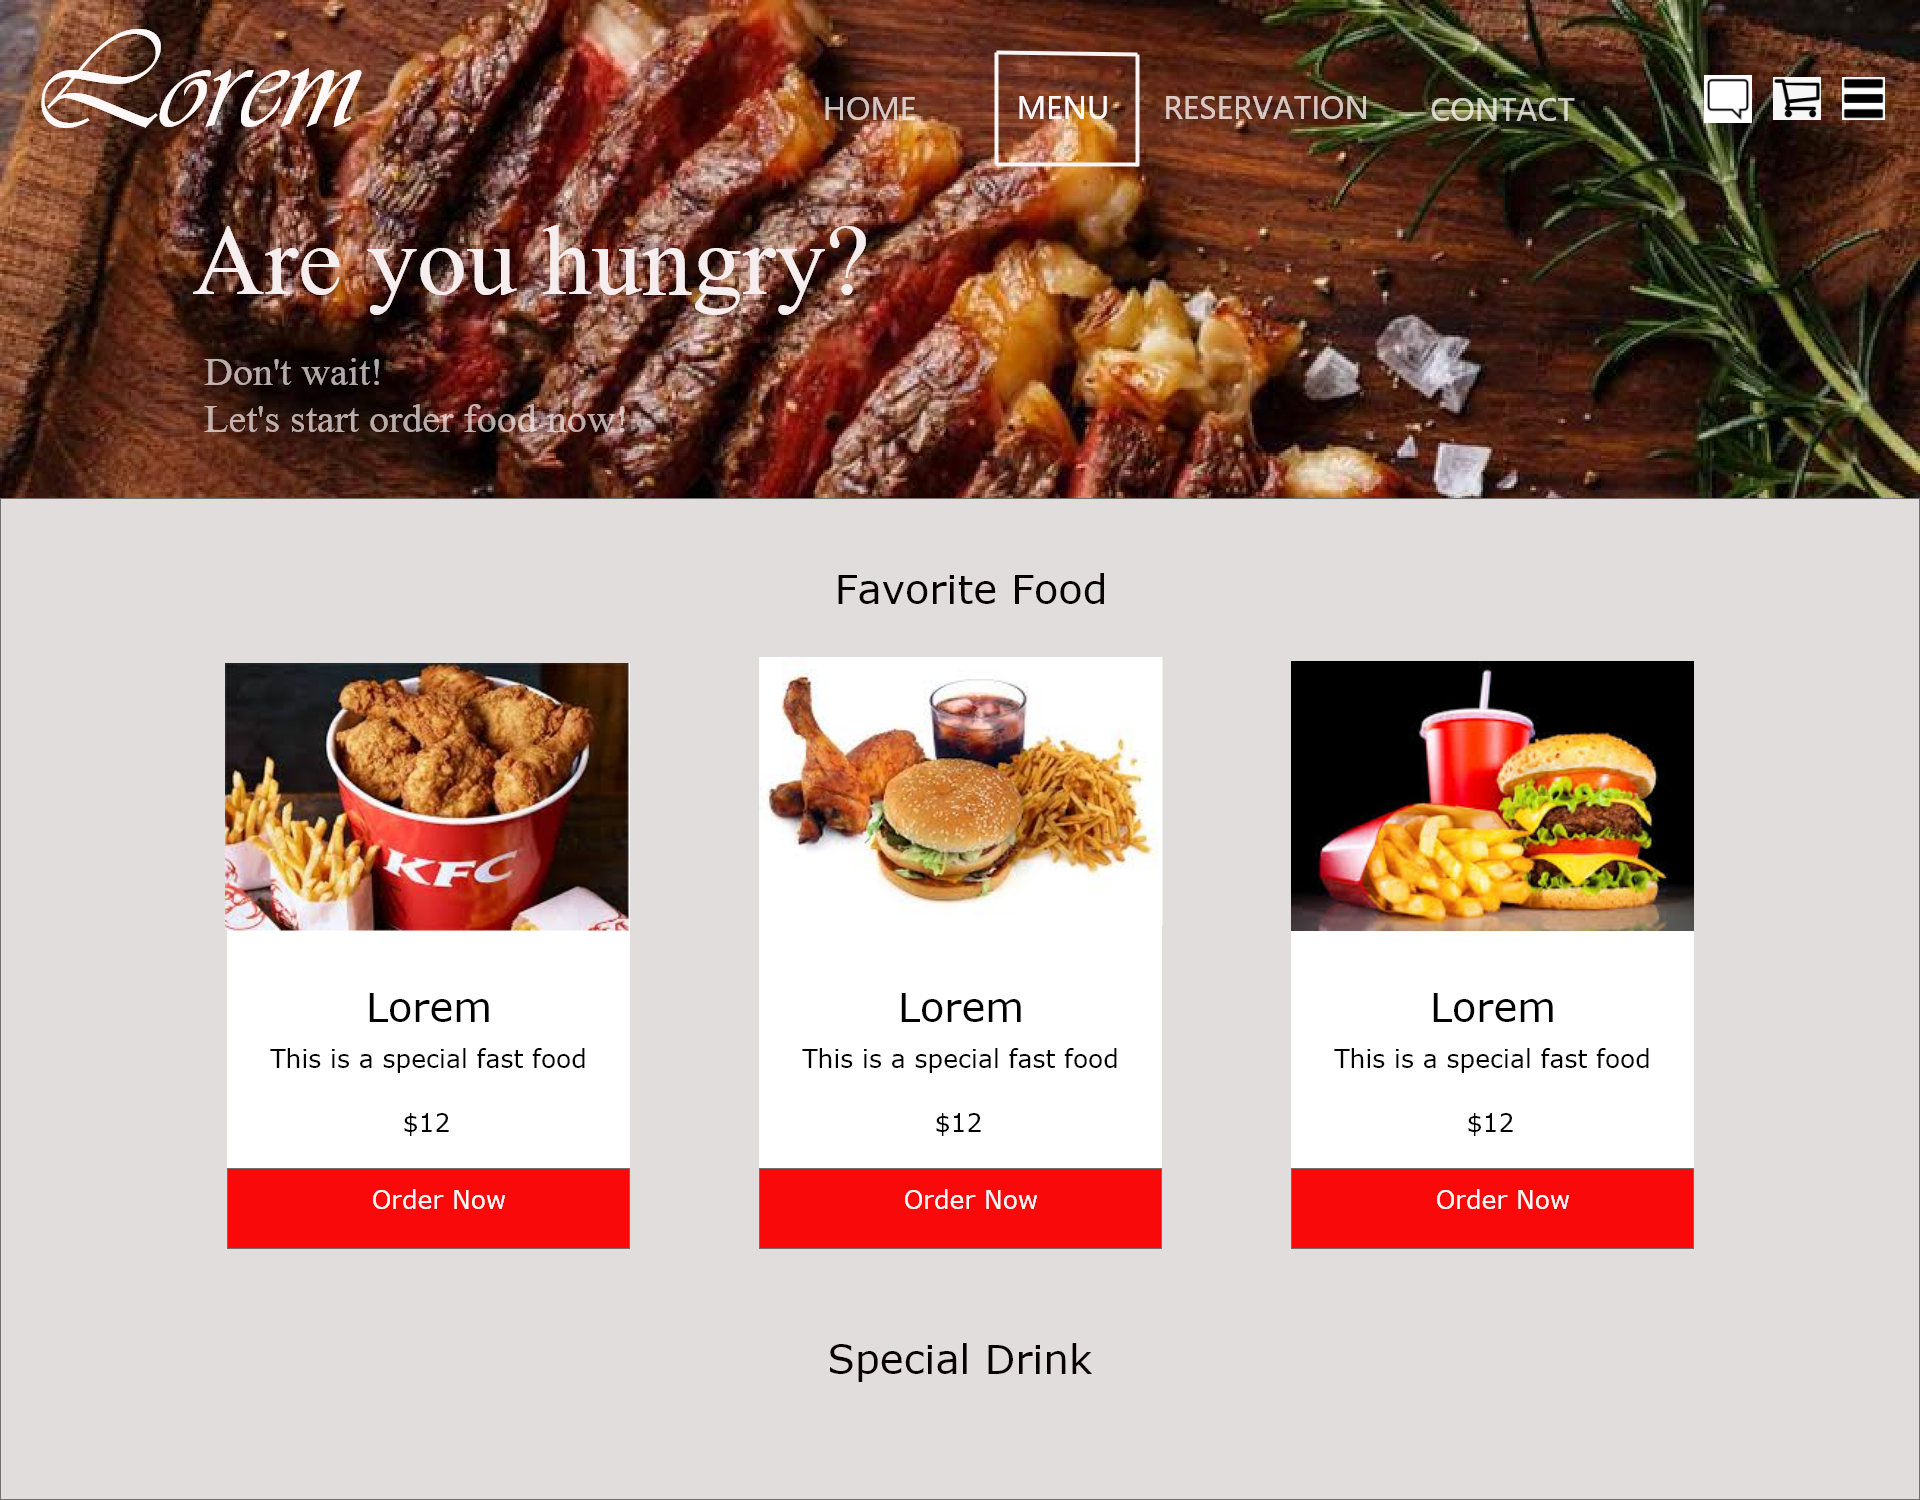 Lorem
HOME
MENU
RESERVATION
CONTACT
Are you hungry?
Don't wait!
Let's start order food now!
Favorite Food
KFC
Lorem
This is a special fast food
$12
Order Now
Lorem
This is a special fast food
$12
Order Now
Lorem
This is a special fast food
$12
Order Now
Special Drink